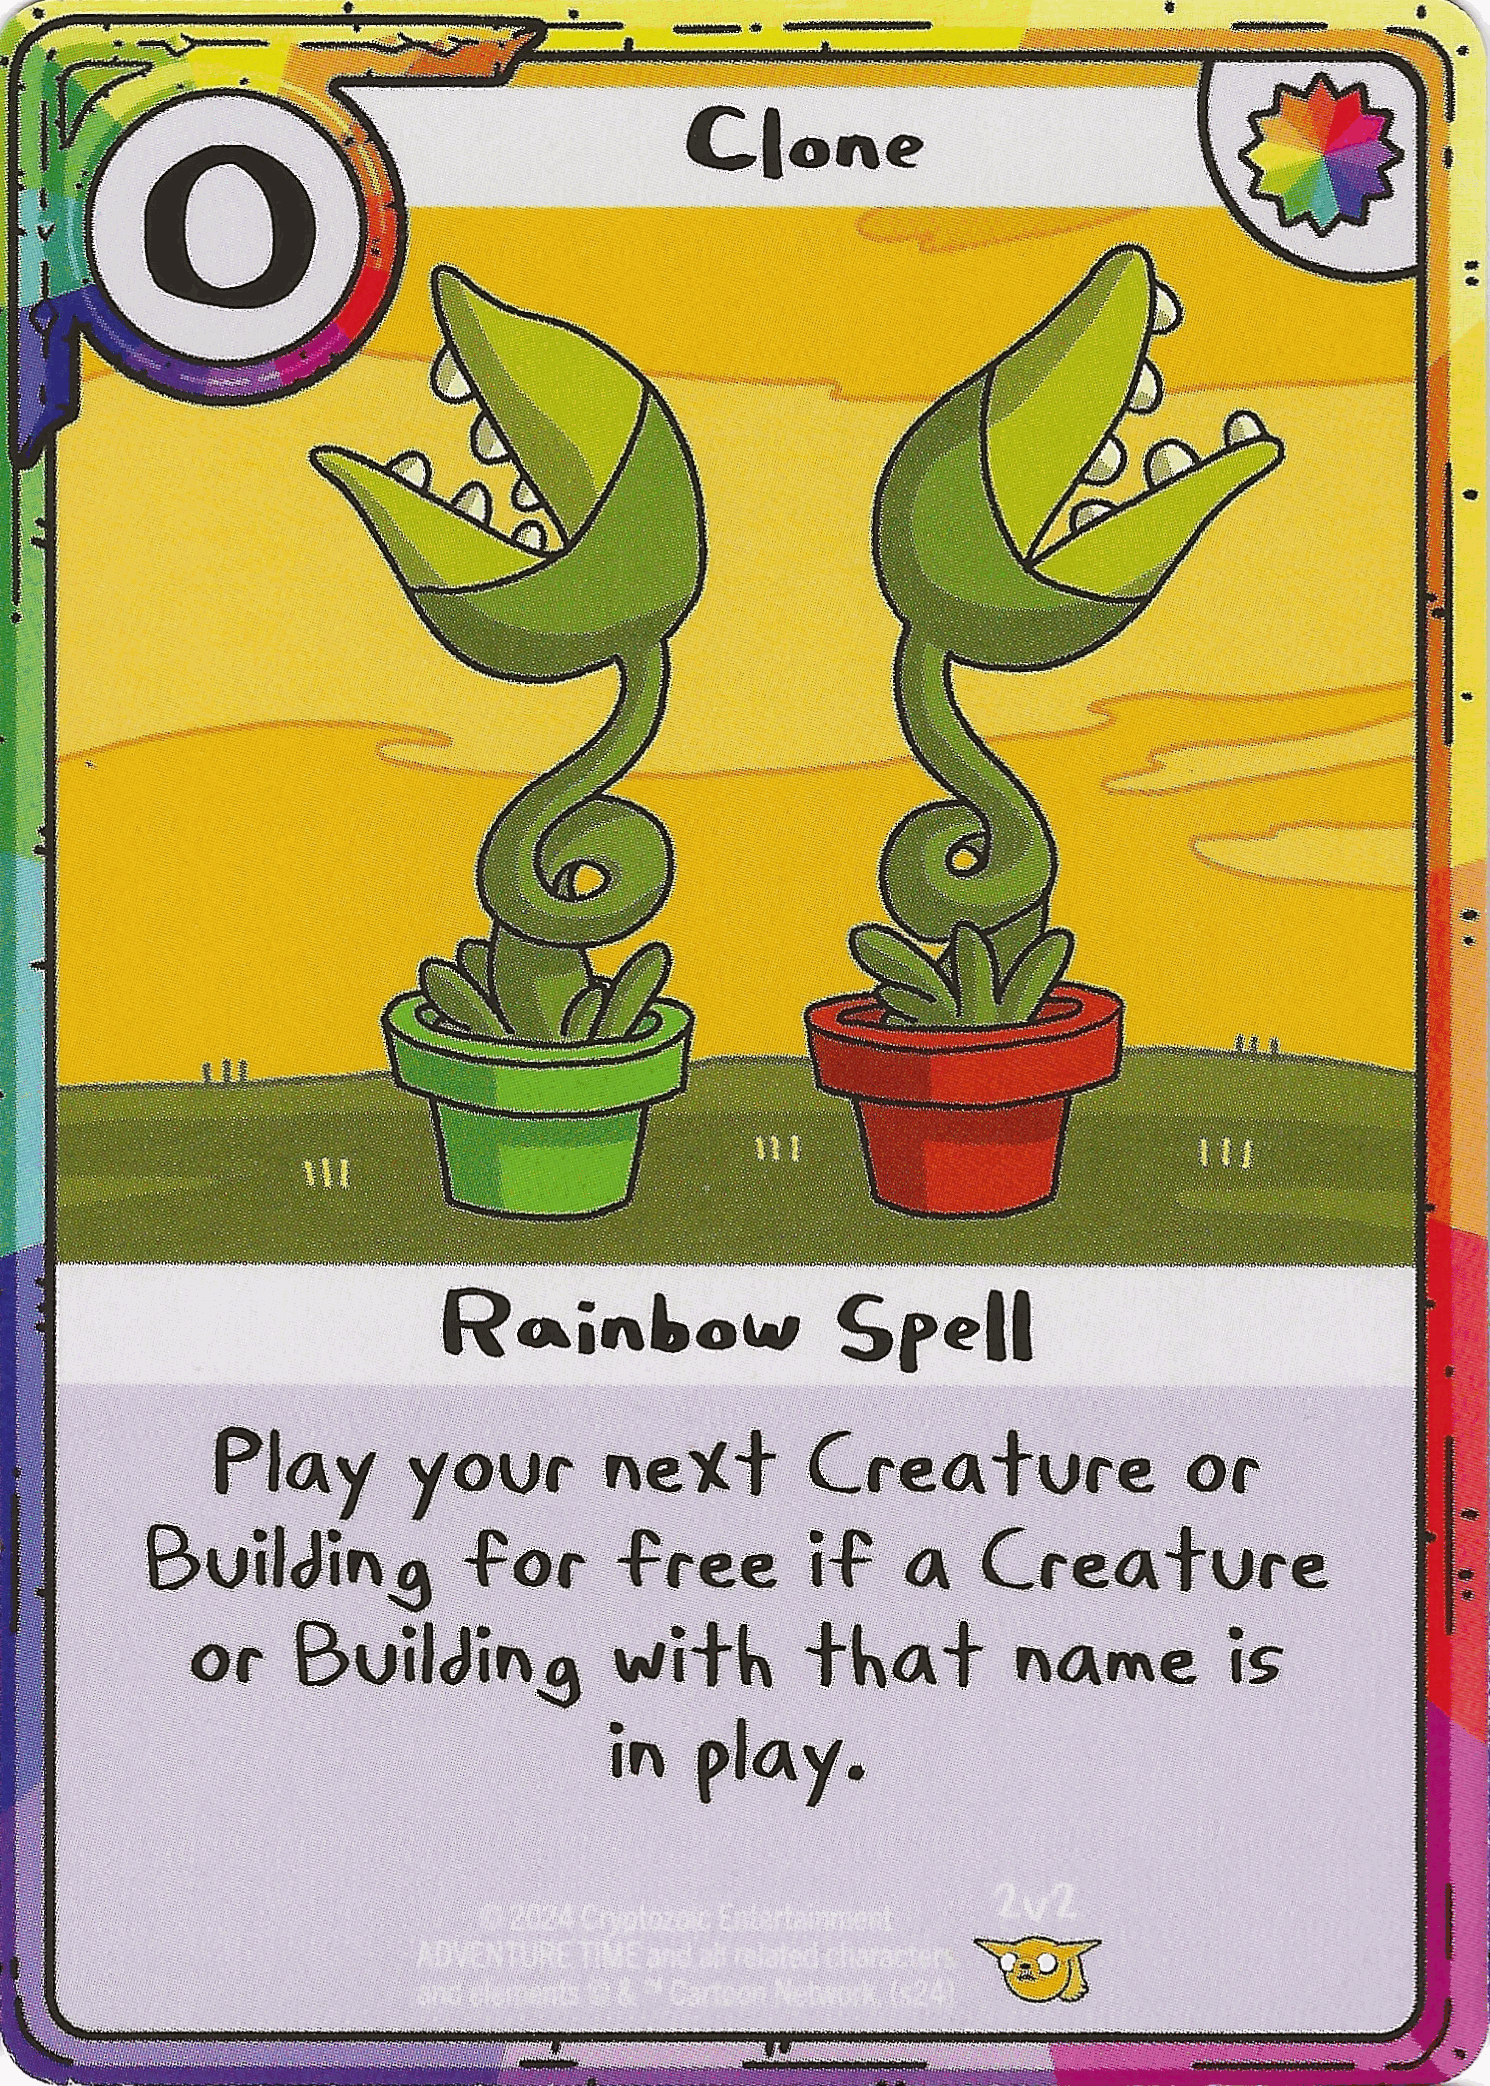 0
Clone
Rainbow Spell
Play your next Creature or
Building for free if a Creature
or Building with that name is
in play.
2v2
© 2024 Cryptozoic Entertainment
ADVENTURE TIME and all related characters
and elements © & ™ Cartoon Network. (s24)